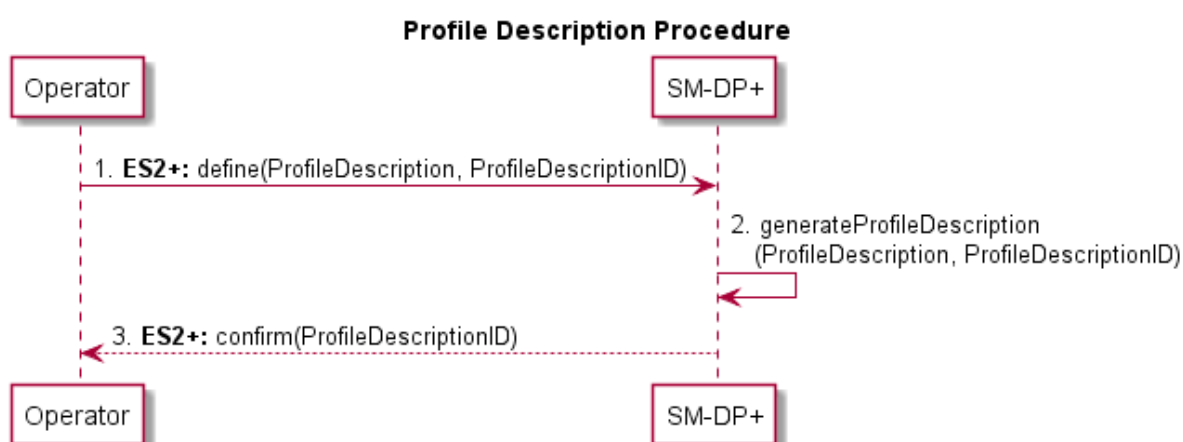 Profile Description Procedure
Operator
SM-DP+
1. ES2+: define(ProfileDescription, ProfileDescriptionID)
2. generateProfileDescription
(ProfileDescription, ProfileDescriptionID)
3. ES2+: confirm(ProfileDescriptionID)
Operator
SM-DP+